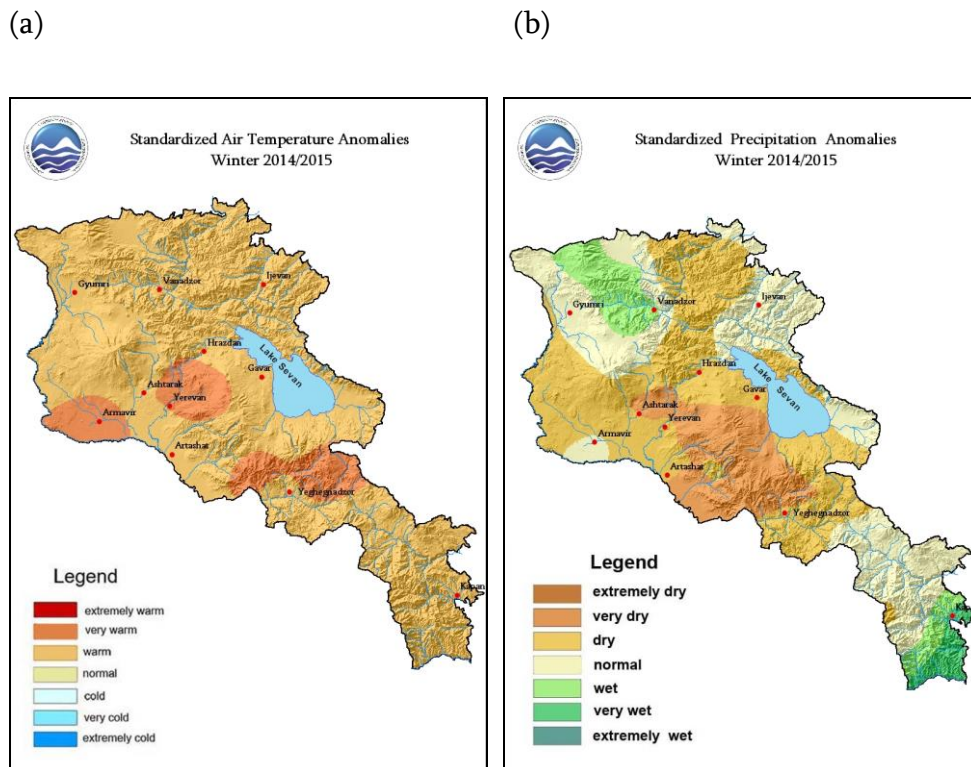 (a)
(b)
Standardized Air Temperature Anomalies
Winter 2014/2015
Gyumri
Vanadzor
Ijevan
Hrazdan
Lake Sevan
Gavar
Ashtarak
Yerevan
Armavir
Artashat
Yeghegnadzor
Kapan
Legend
extremely warm
very warm
warm
normal
cold
very cold
extremely cold
Standardized Precipitation Anomalies
Winter 2014/2015
Gyumri
Vanadzor
Ijevan
Hrazdan
Lake Sevan
Gavar
Ashtarak
Yerevan
Armavir
Artashat
Yeghegnadzor
Legend
extremely dry
very dry
dry
normal
wet
very wet
extremely wet